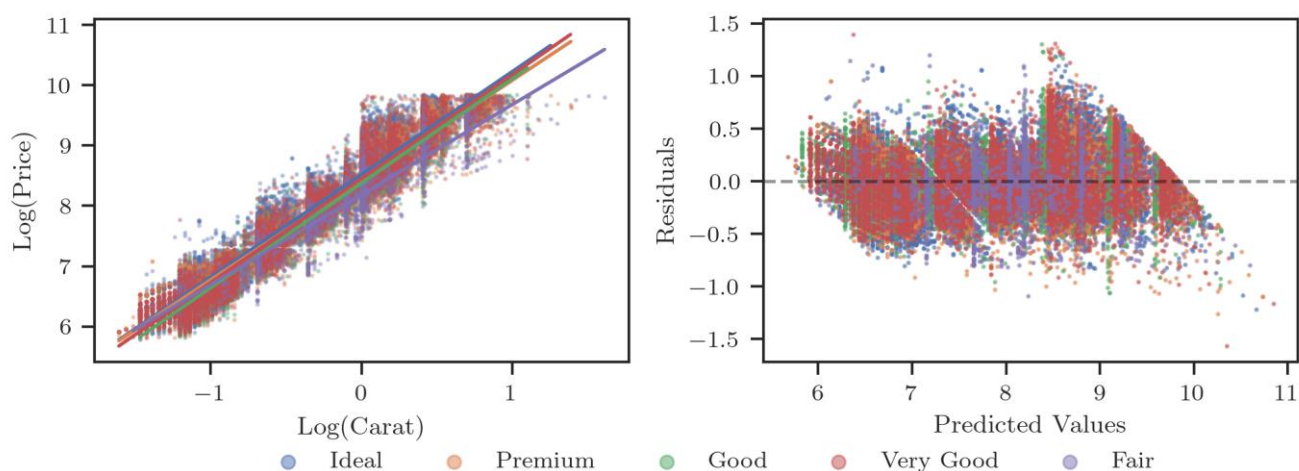 11
10
9
8
7
6
Log(Price)
−1 0 1
Log(Carat)
1.5
1.0
0.5
0.0
−0.5
−1.0
−1.5
Residuals
6 7 8 9 10 11
Predicted Values
Ideal Premium Good Very Good Fair